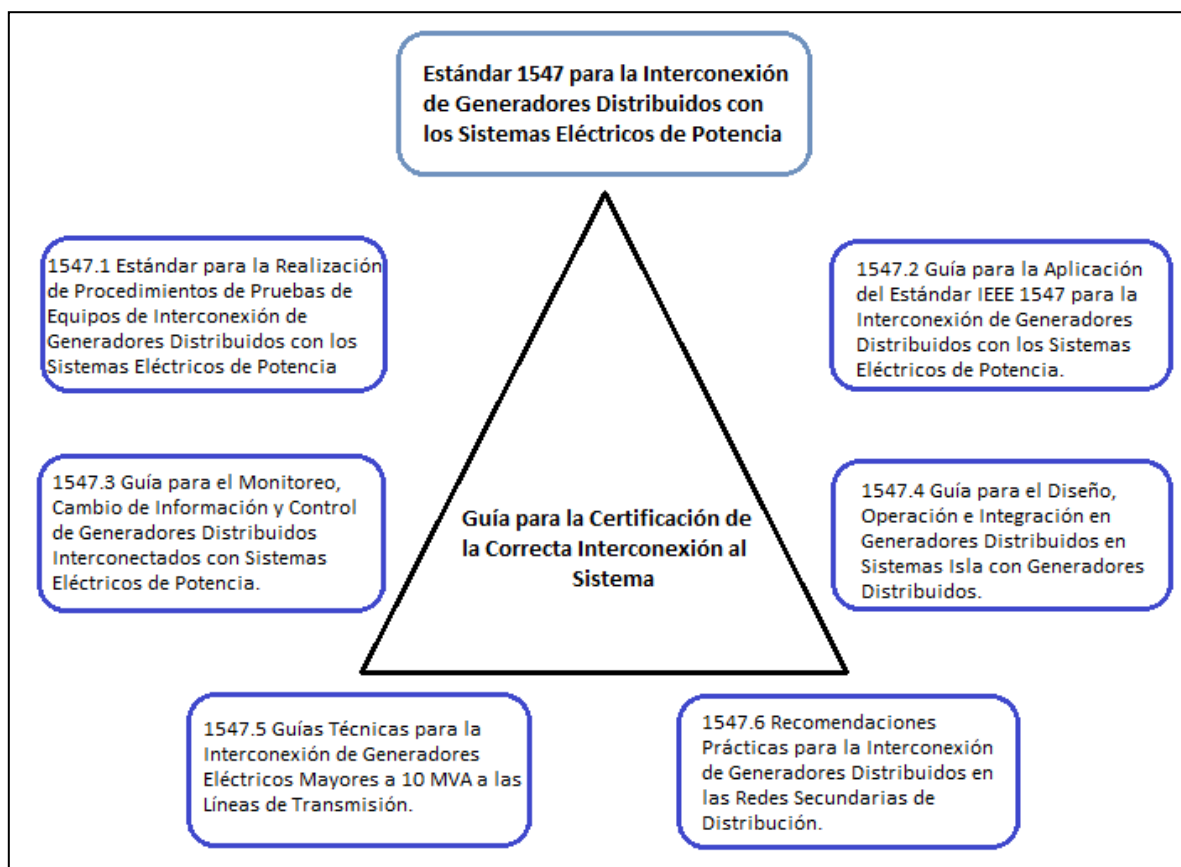 Estándar 1547 para la Interconexión
de Generadores Distribuidos con
los Sistemas Eléctricos de Potencia
1547.1 Estándar para la Realización
de Procedimientos de Pruebas de
Equipos de Interconexión de
Generadores Distribuidos con los
Sistemas Eléctricos de Potencia
1547.2 Guía para la Aplicación
del Estándar IEEE 1547 para la
Interconexión de Generadores
Distribuidos con los Sistemas
Eléctricos de Potencia.
1547.3 Guía para el Monitoreo,
Cambio de Información y Control
de Generadores Distribuidos
Interconectados con Sistemas
Eléctricos de Potencia.
Guía para la Certificación de
la Correcta Interconexión al
Sistema
1547.4 Guía para el Diseño,
Operación e Integración en
Generadores Distribuidos en
Sistemas Isla con Generadores
Distribuidos.
1547.5 Guías Técnicas para la
Interconexión de Generadores
Eléctricos Mayores a 10 MVA a las
Líneas de Transmisión.
1547.6 Recomendaciones
Prácticas para la Interconexión
de Generadores Distribuidos en
las Redes Secundarias de
Distribución.